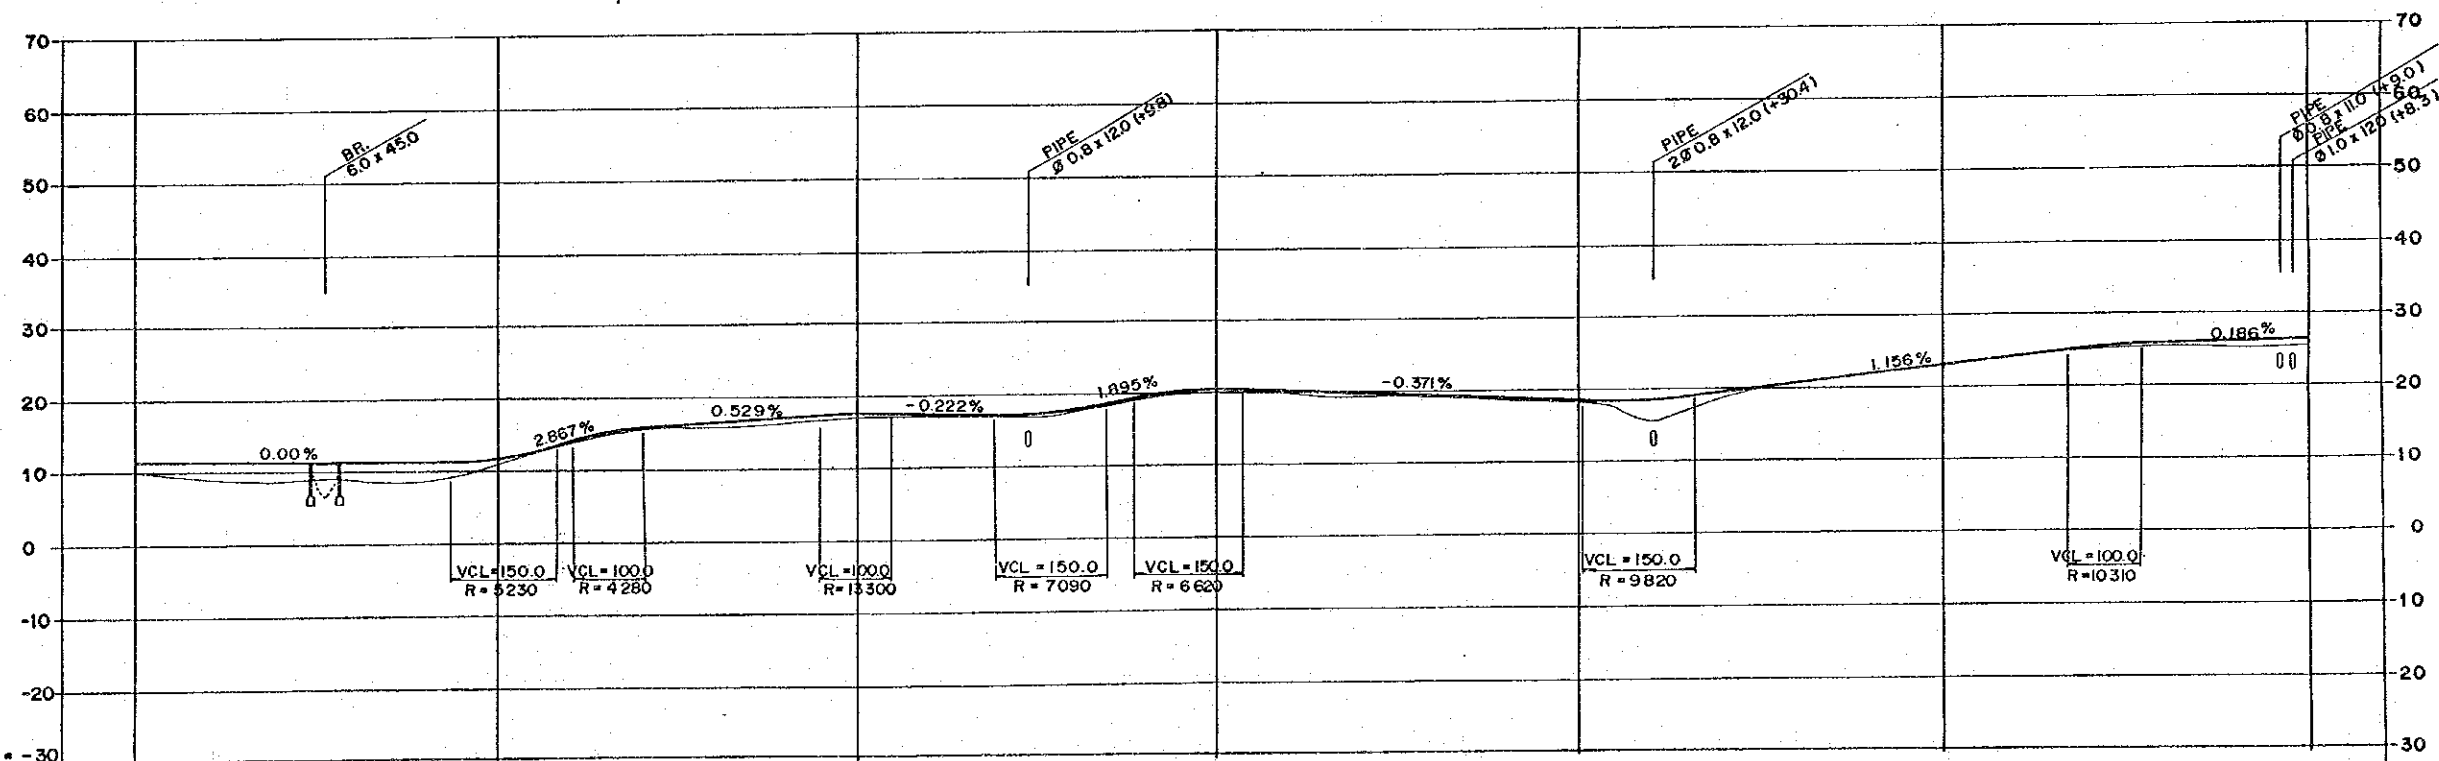 70
60
50
40
30
20
10
0
-10
-20
-30
BR.
6.0 x 45.0
PIPE
Ø 0.8 x 12.0 (+9.8)
PIPE
2Ø 0.8 x 12.0 (+30.4)
PIPE
Ø 0.8 x 11.0 (+9.0)
PIPE
Ø 1.0 x 12.0 (+8.3)
0.00%
2.867%
0.529%
-0.222%
1.895%
-0.371%
1.156%
0.186%
VCL = 150.0
R = 5230
VCL = 100.0
R = 4280
VCL = 100.0
R = 13300
VCL = 150.0
R = 7090
VCL = 150.0
R = 6620
VCL = 150.0
R = 9820
VCL = 100.0
R = 10310
70
60
50
40
30
20
10
0
-10
-20
-30